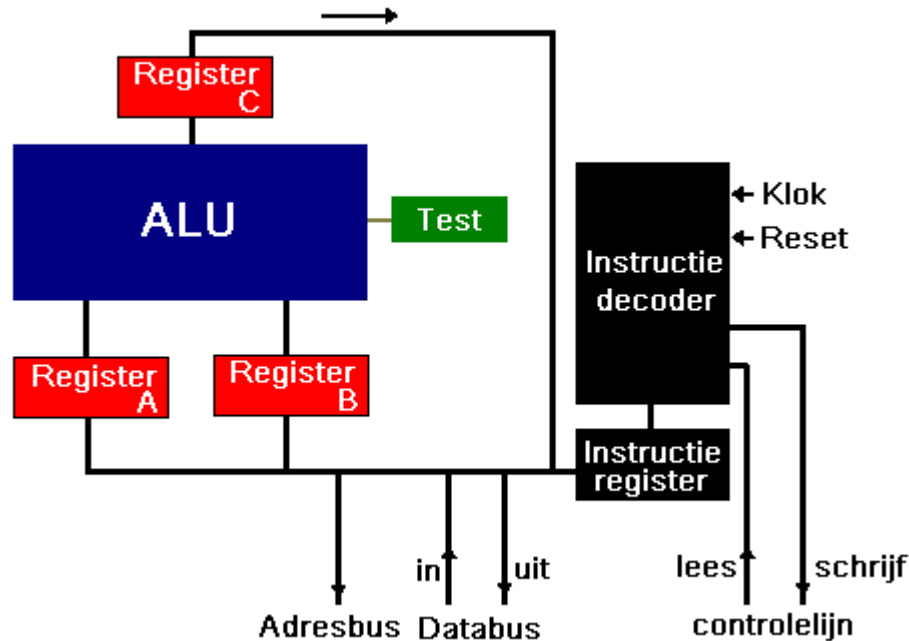 Register
C
ALU
Test
Klok
Reset
Instructie
decoder
Register
A
Register
B
Instructie
register
in
uit
lees
schrijf
Adresbus
Databus
controlelijn